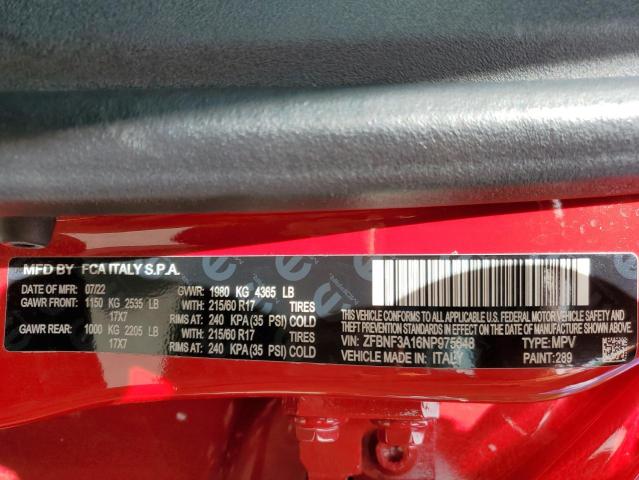 MFD BY FCA ITALY S.P.A.
DATE OF MFR: 07/22 GVWR: 1980 KG 4365 LB
GAWR FRONT: 1150 KG 2535 LB WITH: 215/60 R17 TIRES
17X7 RIMS AT: 240 KPA (35 PSI) COLD
GAWR REAR: 1000 KG 2205 LB WITH: 215/60 R17 TIRES
17X7 RIMS AT: 240 KPA (35 PSI) COLD
THIS VEHICLE CONFORMS TO ALL APPLICABLE U.S. FEDERAL MOTOR VEHICLE
SAFETY, BUMPER, AND THEFT PREVENTION STANDARDS
IN EFFECT ON THE DATE OF MANUFACTURE SHOWN ABOVE.
VIN: ZFBNF3A16NP975648 TYPE: MPV
VEHICLE MADE IN: ITALY PAINT: 289